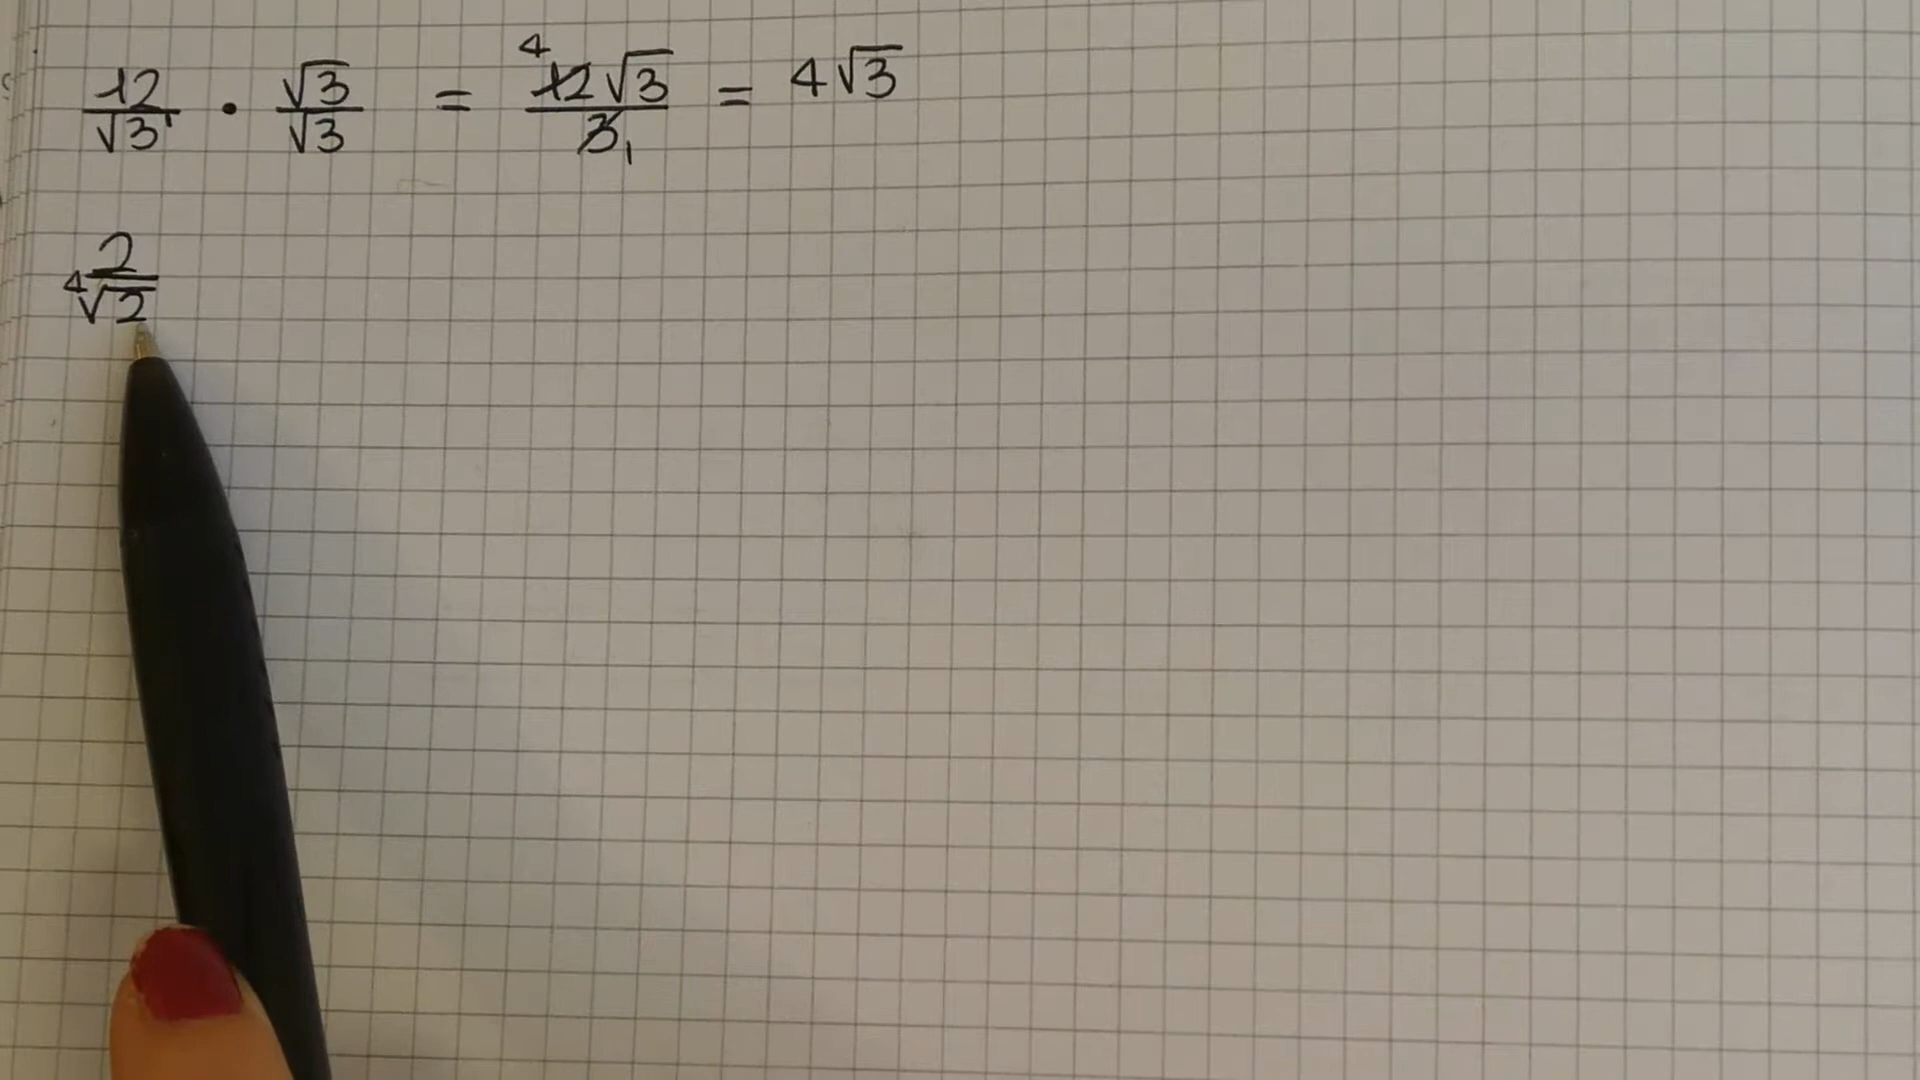 12/√3 · √3/√3 = 4 12√3/3 1 = 4√3
2/⁴√2